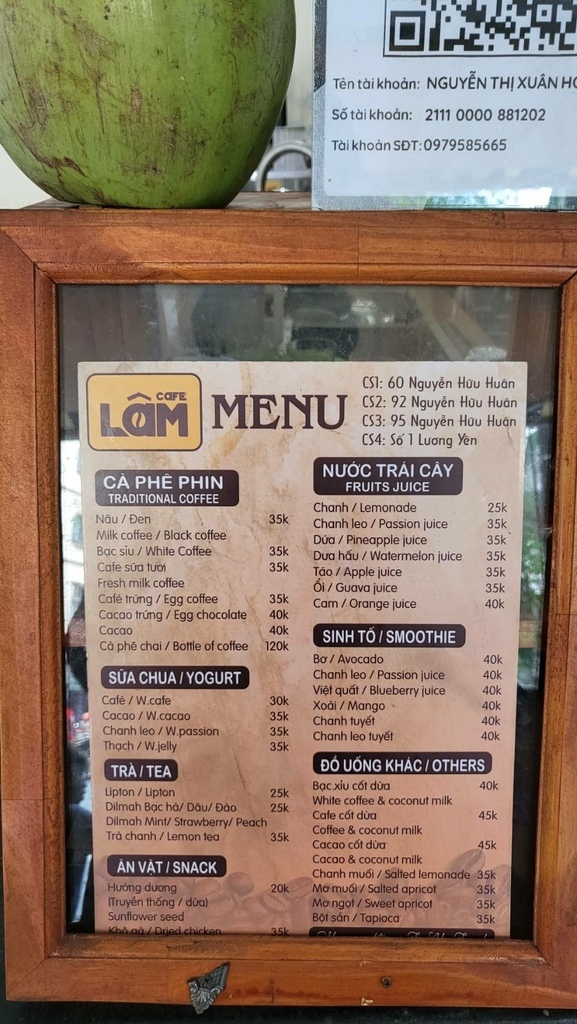 Tên tài khoản: NGUYỄN THỊ XUÂN
Số tài khoản: 2111 0000 881202
Tài khoản SĐT: 0979585665
CAFE
LÂM
MENU
CS1: 60 Nguyễn Hữu Huân
CS2: 92 Nguyễn Hữu Huân
CS3: 95 Nguyễn Hữu Huân
CS4: Số 1 Lương Yên
CÀ PHÊ PHIN
TRADITIONAL COFFEE
Nâu / Đen 35k
Milk coffee / Black coffee
Bạc sỉu / White Coffee 35k
Cafe sữa tươi 35k
Fresh milk coffee
Café trứng / Egg coffee 35k
Cacao trứng / Egg chocolate 40k
Cacao 40k
Cà phê chai / Bottle of coffee 120k
SỮA CHUA / YOGURT
Café / W.cafe 30k
Cacao / W.cacao 35k
Chanh leo / W.passion 35k
Thạch / W.jelly 35k
TRÀ / TEA
Lipton / Lipton 25k
Dilmah Bạc hà/ Dâu/ Đào 25k
Dilmah Mint/ Strawberry/ Peach
Trà chanh / Lemon tea 35k
ĂN VẶT / SNACK
Hướng dương 20k
(Truyền thống / dừa)
Sunflower seed
Khô gà / Dried chicken 35k
NƯỚC TRÁI CÂY
FRUITS JUICE
Chanh / Lemonade 25k
Chanh leo / Passion juice 35k
Dứa / Pineapple juice 35k
Dưa hấu / Watermelon juice 35k
Táo / Apple juice 35k
Ổi / Guava juice 35k
Cam / Orange juice 40k
SINH TỐ / SMOOTHIE
Bơ / Avocado 40k
Chanh leo / Passion juice 40k
Việt quất / Blueberry juice 40k
Xoài / Mango 40k
Chanh tuyết 40k
Chanh leo tuyết 40k
ĐỒ UỐNG KHÁC / OTHERS
Bạc xỉu cốt dừa 40k
White coffee & coconut milk
Cafe cốt dừa 45k
Coffee & coconut milk
Cacao cốt dừa 45k
Cacao & coconut milk
Chanh muối / Salted lemonade 35k
Mơ muối / Salted apricot 35k
Mơ ngọt / Sweet apricot 35k
Bột sắn / Tapioca 35k